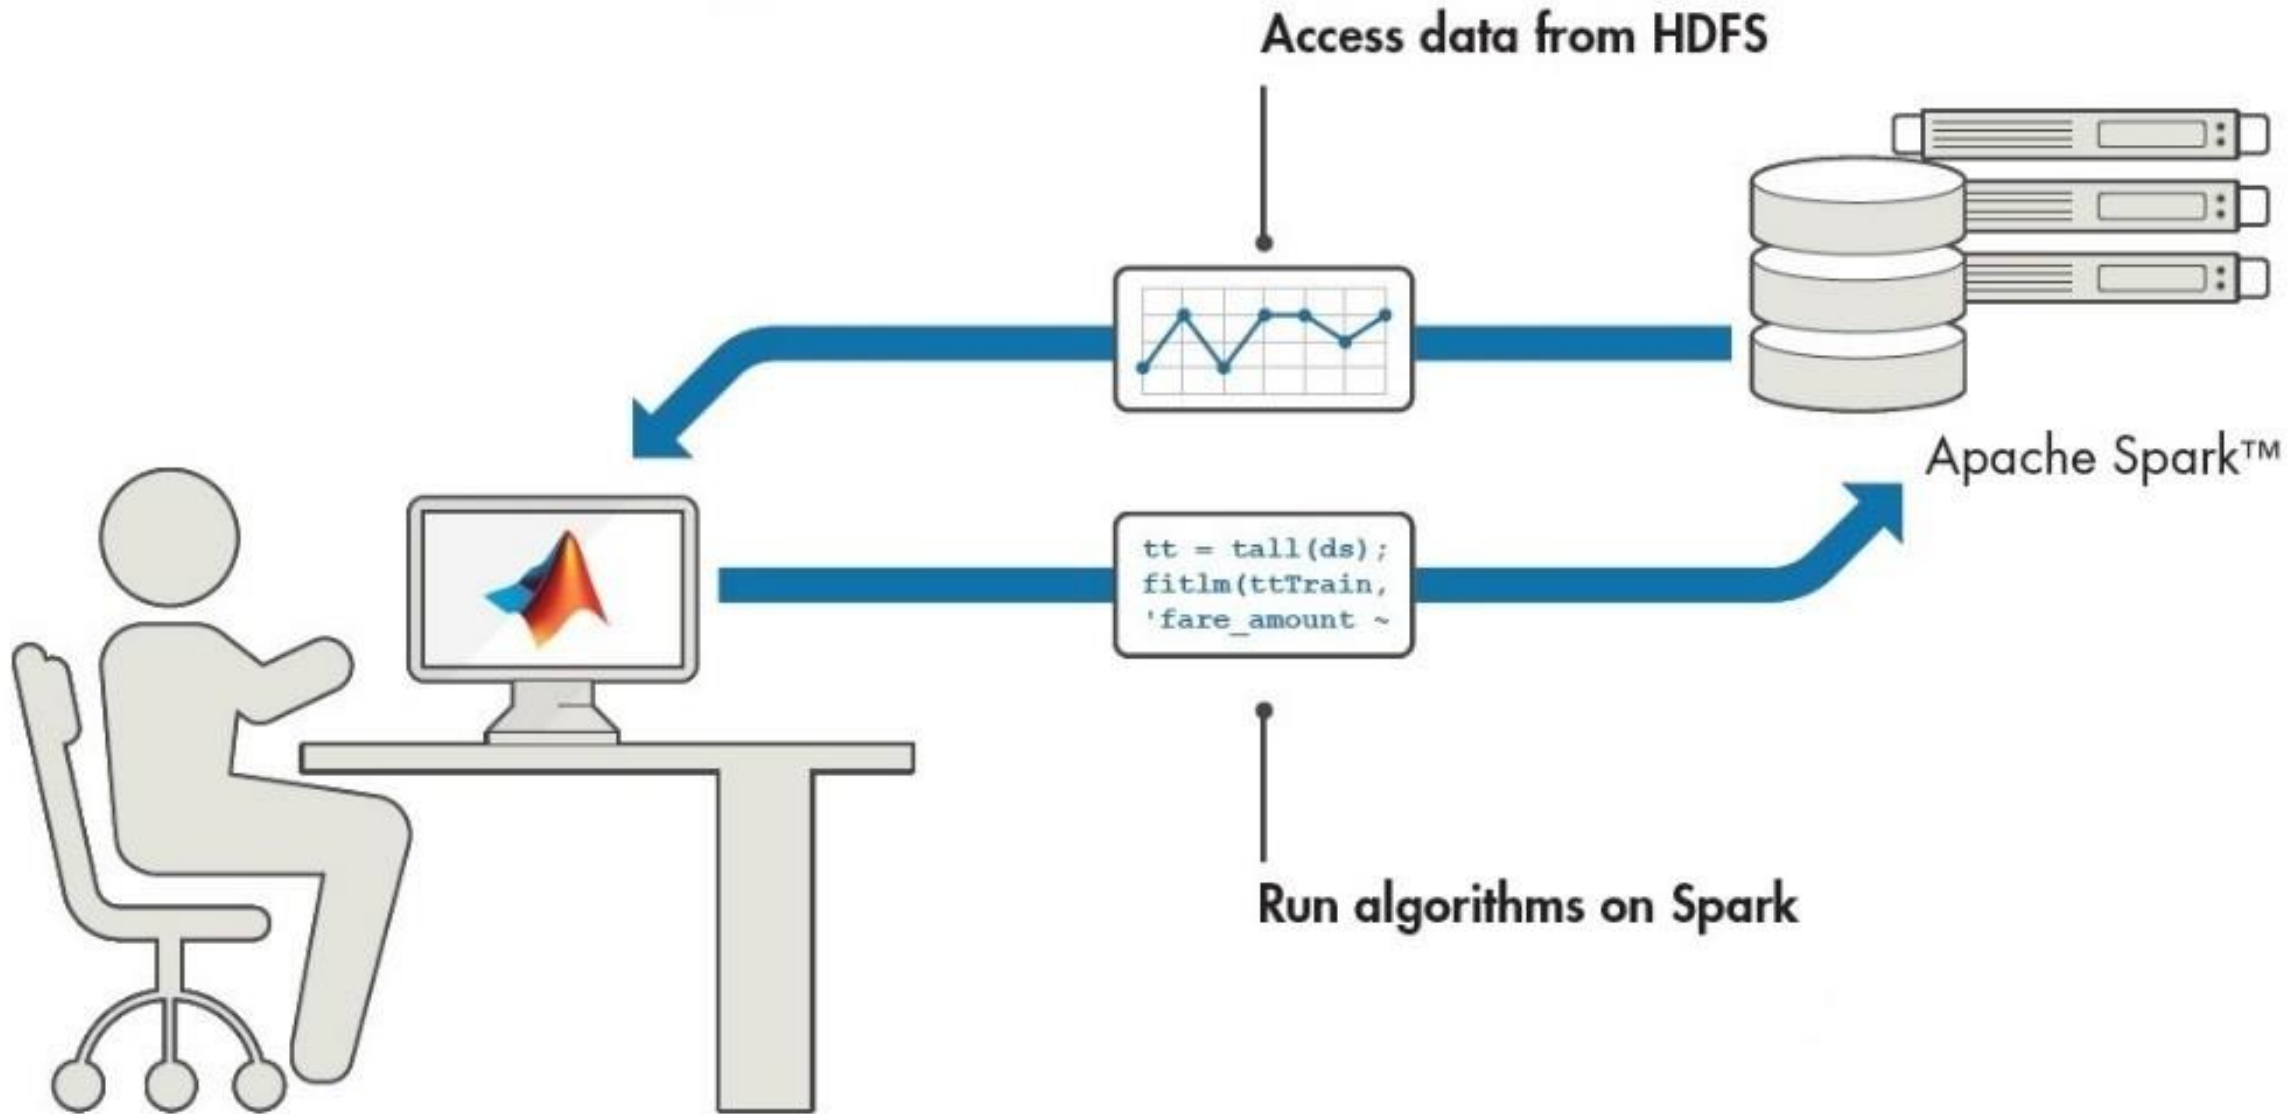 Access data from HDFS
Apache Spark™
tt = tall(ds);
fitlm(ttTrain,
'fare_amount ~
Run algorithms on Spark